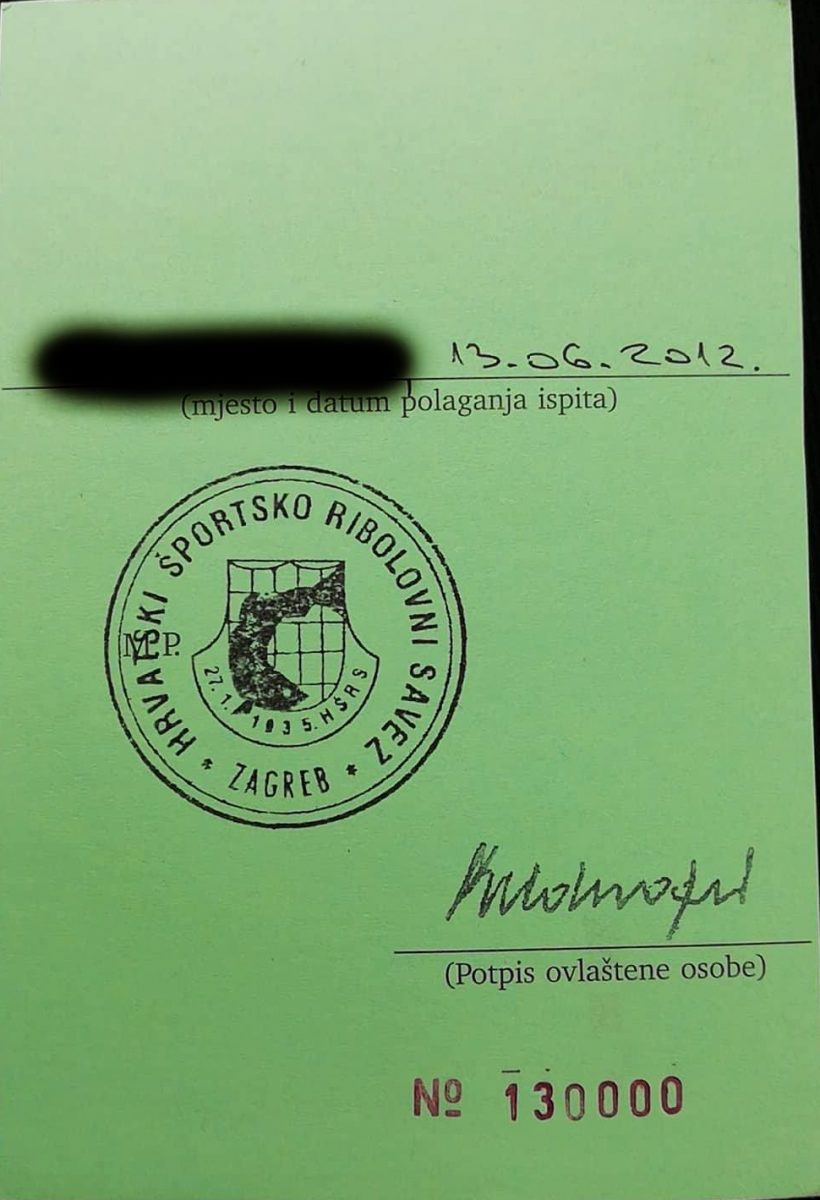 13.06.2012.
(mjesto i datum polaganja ispita)
HRVATSKI ŠPORTSKO RIBOLOVNI SAVEZ
M.P.
27.1.1935. HŠRS
* ZAGREB *
(Potpis ovlaštene osobe)
№ 130000